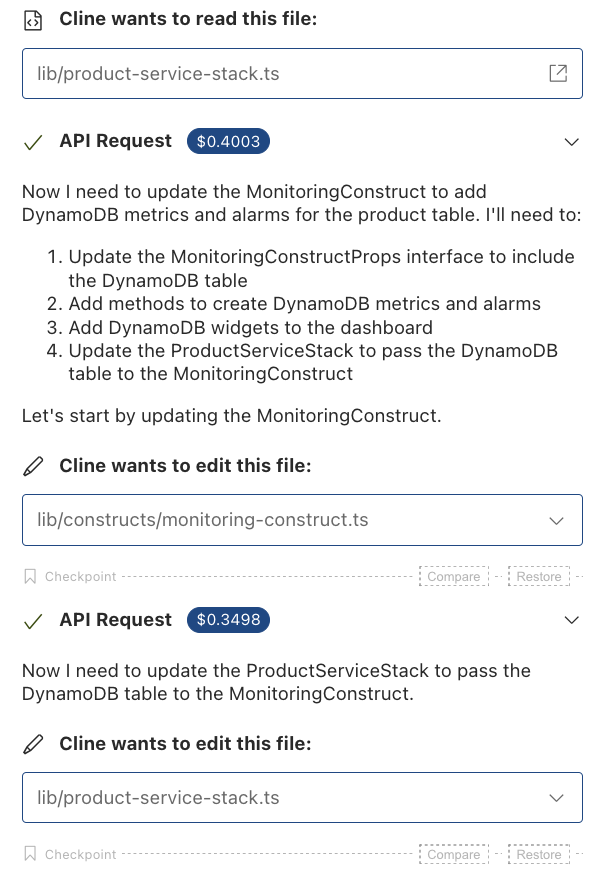 Cline wants to read this file:
lib/product-service-stack.ts
API Request $0.4003
Now I need to update the MonitoringConstruct to add
DynamoDB metrics and alarms for the product table. I'll need to:
1. Update the MonitoringConstructProps interface to include
the DynamoDB table
2. Add methods to create DynamoDB metrics and alarms
3. Add DynamoDB widgets to the dashboard
4. Update the ProductServiceStack to pass the DynamoDB
table to the MonitoringConstruct
Let's start by updating the MonitoringConstruct.
Cline wants to edit this file:
lib/constructs/monitoring-construct.ts
Checkpoint Compare Restore
API Request $0.3498
Now I need to update the ProductServiceStack to pass the
DynamoDB table to the MonitoringConstruct.
Cline wants to edit this file:
lib/product-service-stack.ts
Checkpoint Compare Restore